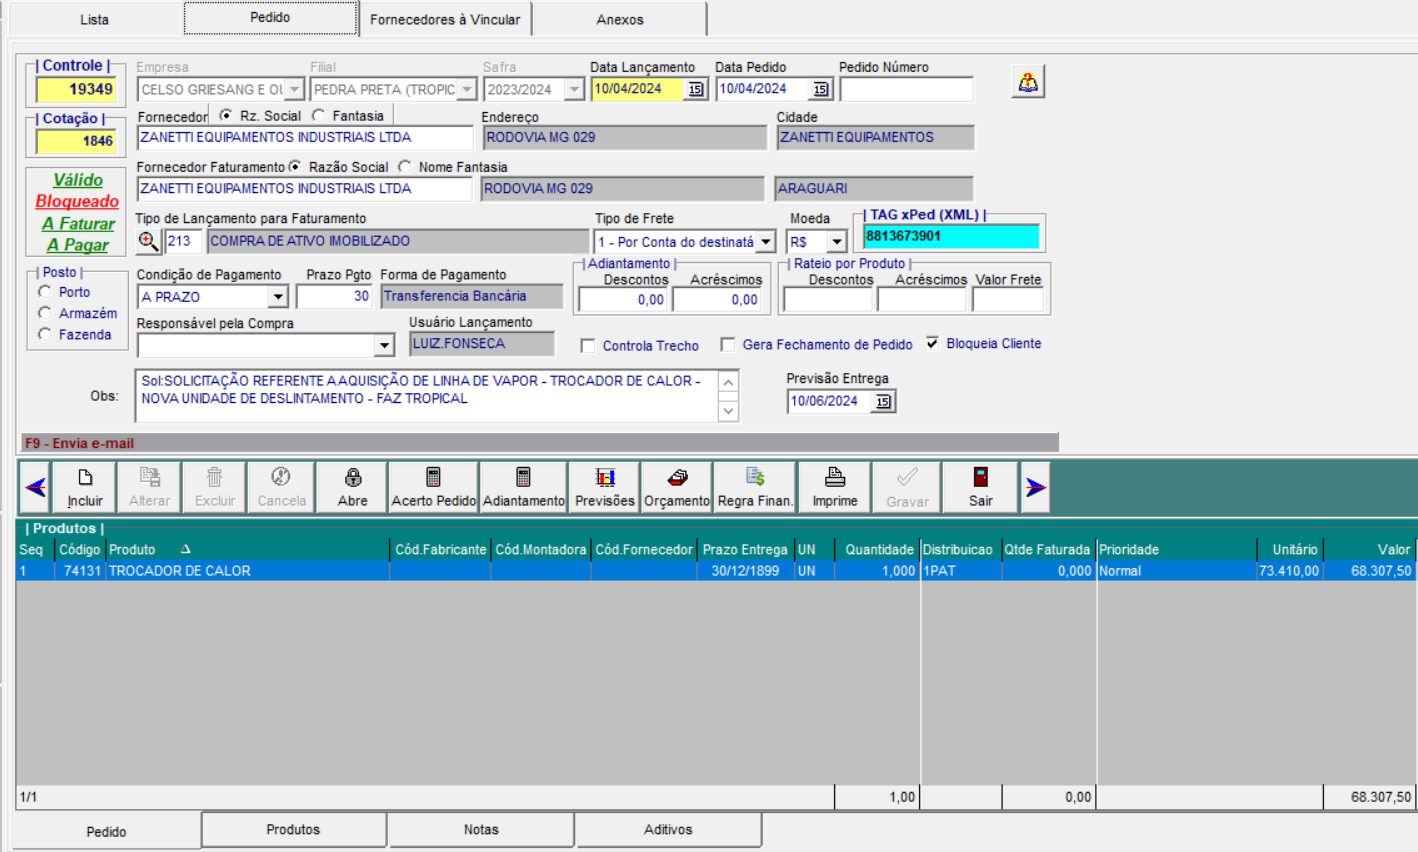 Lista Pedido Fornecedores à Vincular Anexos
| Controle | Empresa Filial Safra Data Lançamento Data Pedido Pedido Número
19349 CELSO GRIESANG E OU PEDRA PRETA (TROPIC 2023/2024 10/04/2024 15 10/04/2024 15
| Cotação | Fornecedor Rz. Social Fantasia Endereço Cidade
1846 ZANETTI EQUIPAMENTOS INDUSTRIAIS LTDA RODOVIA MG 029 ZANETTI EQUIPAMENTOS
Fornecedor Faturamento Razão Social Nome Fantasia
Válido ZANETTI EQUIPAMENTOS INDUSTRIAIS LTDA RODOVIA MG 029 ARAGUARI
Bloqueado
A Faturar Tipo de Lançamento para Faturamento Tipo de Frete Moeda | TAG xPed (XML) |
A Pagar 213 COMPRA DE ATIVO IMOBILIZADO 1 - Por Conta do destinatá R$ 8813673901
| Posto | Condição de Pagamento Prazo Pgto Forma de Pagamento | Adiantamento | | Rateio por Produto |
Descontos Acréscimos Descontos Acréscimos Valor Frete
Porto A PRAZO 30 Transferencia Bancária 0,00 0,00
Armazém Responsável pela Compra Usuário Lançamento
Fazenda LUIZ.FONSECA Controla Trecho Gera Fechamento de Pedido Bloqueia Cliente
Obs: Sol:SOLICITAÇÃO REFERENTE A AQUISIÇÃO DE LINHA DE VAPOR - TROCADOR DE CALOR -
NOVA UNIDADE DE DESLINTAMENTO - FAZ TROPICAL
Previsão Entrega
10/06/2024 15
F9 - Envia e-mail
Incluir Alterar Excluir Cancela Abre Acerto Pedido Adiantamento Previsões Orçamento Regra Finan. Imprime Gravar Sair
| Produtos |
Seq Código Produto Cód.Fabricante Cód.Montadora Cód.Fornecedor Prazo Entrega UN Quantidade Distribuicao Qtde Faturada Prioridade Unitário Valor
1 74131 TROCADOR DE CALOR 30/12/1899 UN 1,000 1PAT 0,000 Normal 73.410,00 68.307,50
1/1 1,00 0,00 68.307,50
Pedido Produtos Notas Aditivos